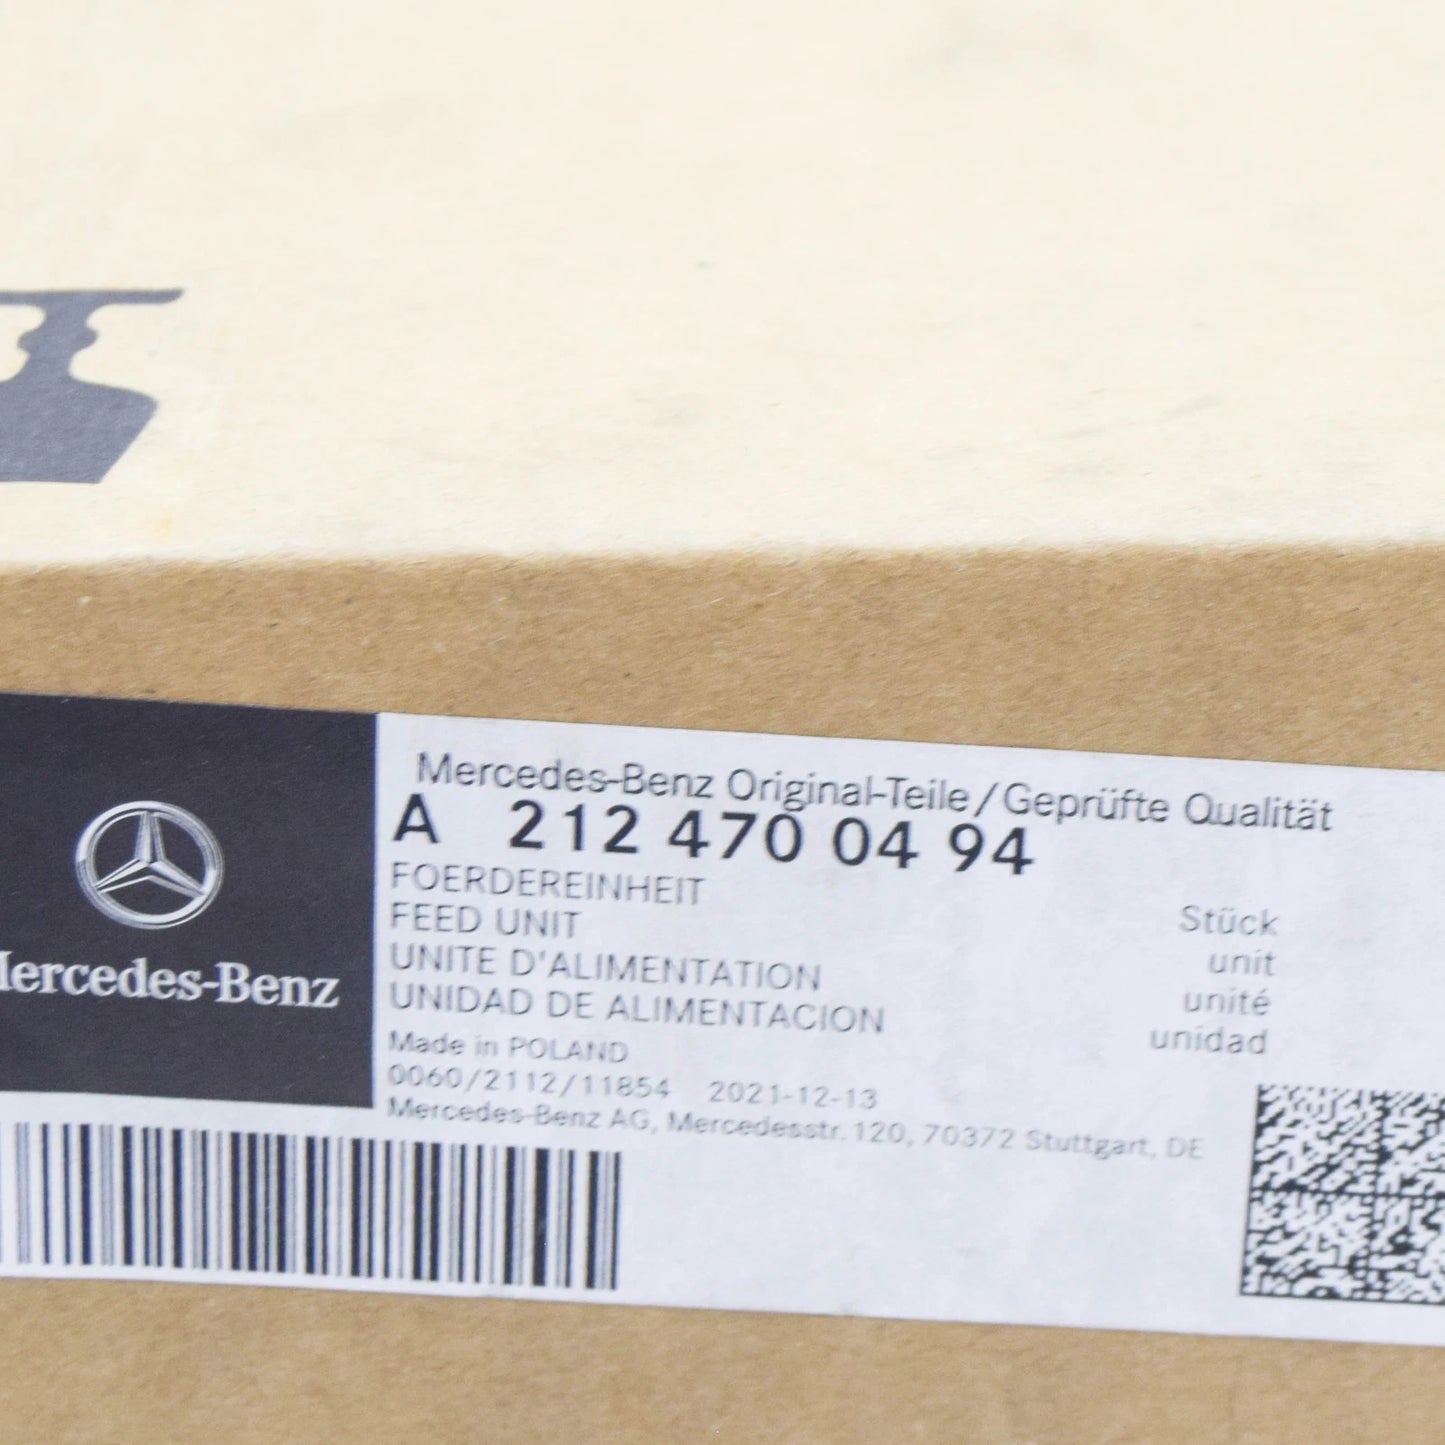 Mercedes-Benz Original-Teile/Geprüfte Qualität
A 212 470 04 94
FOERDEREINHEIT
FEED UNIT
UNITE D'ALIMENTATION
UNIDAD DE ALIMENTACION
Stück
unit
unité
unidad
Made in POLAND
0060/2112/11854 2021-12-13
Mercedes-Benz AG, Mercedesstr. 120, 70372 Stuttgart, DE
Mercedes-Benz